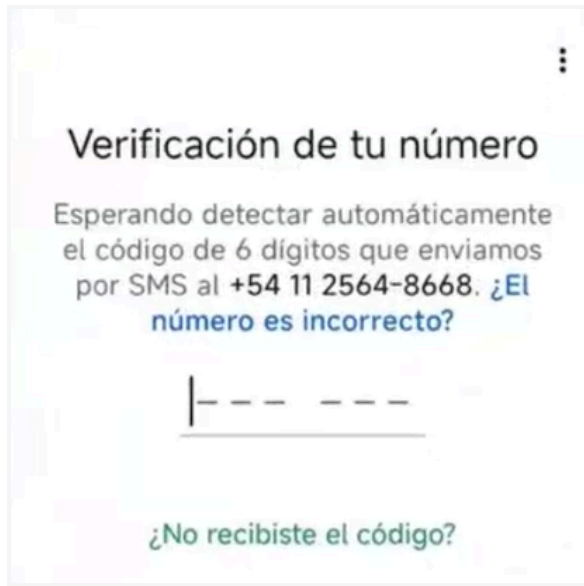 Verificación de tu número
Esperando detectar automáticamente
el código de 6 dígitos que enviamos
por SMS al +54 11 2564-8668. ¿El
número es incorrecto?
--- ---
¿No recibiste el código?